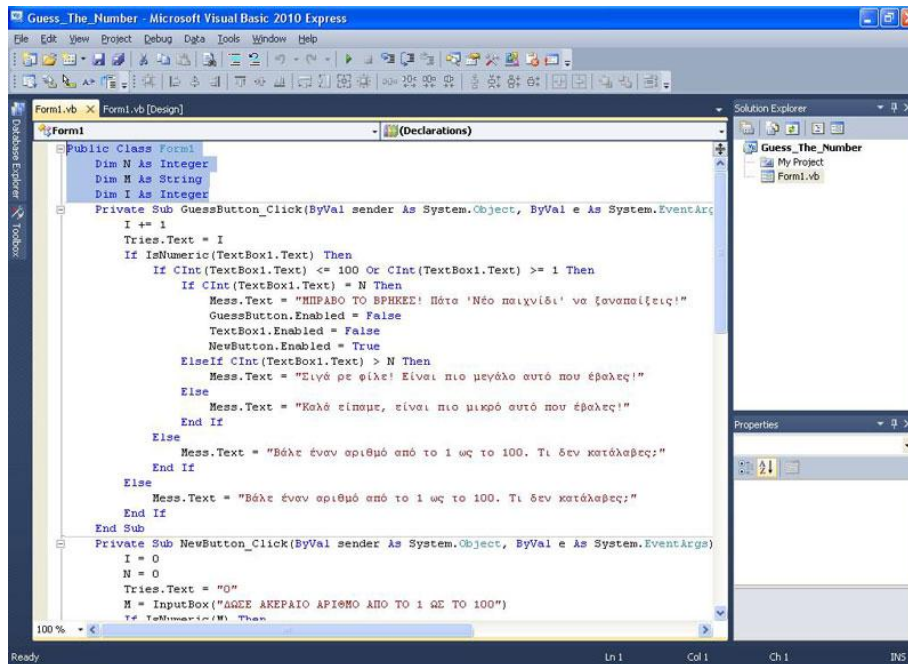 Guess_The_Number - Microsoft Visual Basic 2010 Express
File Edit View Project Debug Data Tools Window Help
Form1.vb Form1.vb [Design]
Form1 (Declarations)
Public Class Form1
Dim N As Integer
Dim M As String
Dim I As Integer
Private Sub GuessButton_Click(ByVal sender As System.Object, ByVal e As System.EventArg
I += 1
Tries.Text = I
If IsNumeric(TextBox1.Text) Then
If CInt(TextBox1.Text) <= 100 Or CInt(TextBox1.Text) >= 1 Then
If CInt(TextBox1.Text) = N Then
Mess.Text = "ΜΠΡΑΒΟ ΤΟ ΒΡΗΚΕΣ! Πάτα 'Νέο παιχνίδι' να ξαναπαίξεις!"
GuessButton.Enabled = False
TextBox1.Enabled = False
NewButton.Enabled = True
ElseIf CInt(TextBox1.Text) > N Then
Mess.Text = "Σιγά ρε φίλε! Είναι πιο μεγάλο αυτό που έβαλες!"
Else
Mess.Text = "Καλά είπαμε, είναι πιο μικρό αυτό που έβαλες!"
End If
Else
Mess.Text = "Βάλε έναν αριθμό από το 1 ως το 100. Τι δεν κατάλαβες;"
End If
Else
Mess.Text = "Βάλε έναν αριθμό από το 1 ως το 100. Τι δεν κατάλαβες;"
End If
End Sub
Private Sub NewButton_Click(ByVal sender As System.Object, ByVal e As System.EventArgs)
I = 0
N = 0
Tries.Text = "0"
M = InputBox("ΔΩΣΕ ΑΚΕΡΑΙΟ ΑΡΙΘΜΟ ΑΠΟ ΤΟ 1 ΩΣ ΤΟ 100")
If IsNumeric(M) Then
100 %
Database Explorer
Toolbox
Solution Explorer
Guess_The_Number
My Project
Form1.vb
Properties
Ready Ln 1 Col 1 Ch 1 INS